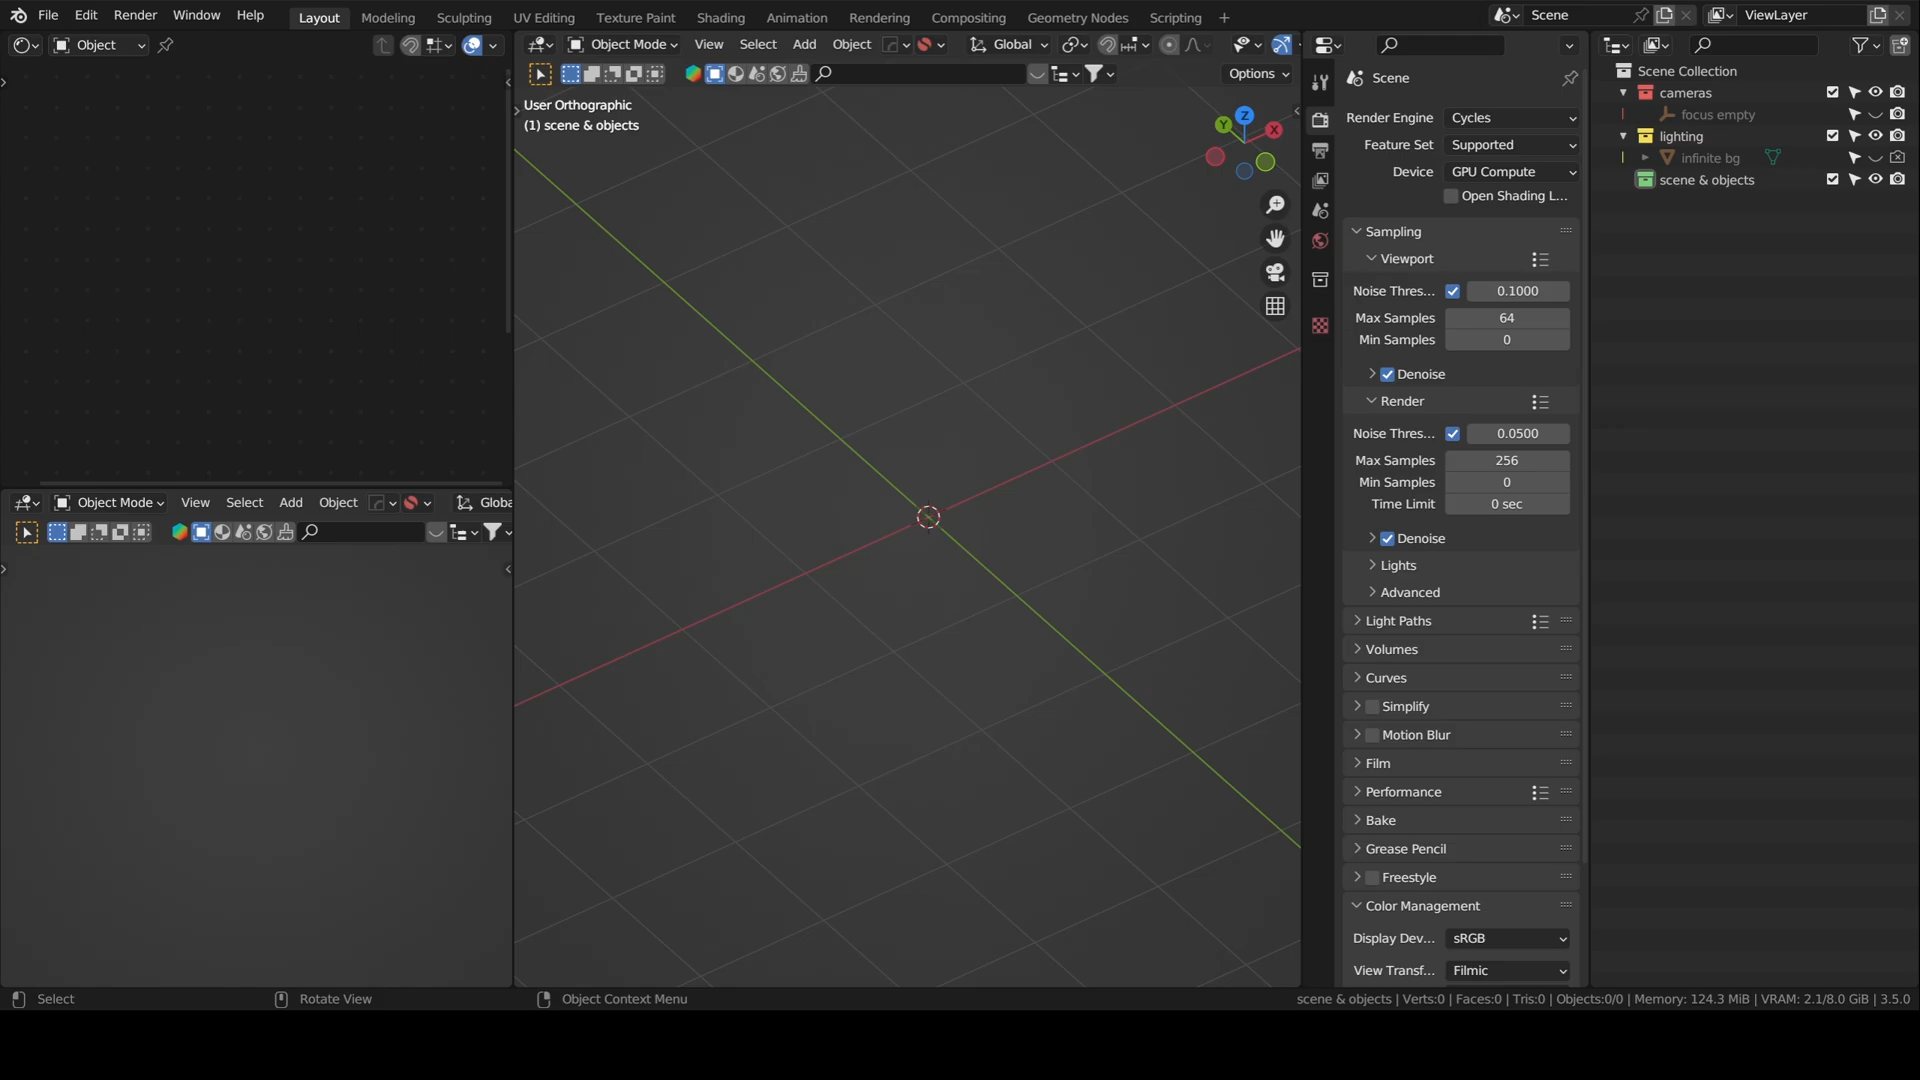 File Edit Render Window Help Layout Modeling Sculpting UV Editing Texture Paint Shading Animation Rendering Compositing Geometry Nodes Scripting + Scene ViewLayer
Object
Object Mode View Select Add Object Global
Options
User Orthographic
(1) scene & objects
Z
Y
X
Object Mode View Select Add Object Globa
Scene
Render Engine Cycles
Feature Set Supported
Device GPU Compute
Open Shading L...
Sampling
Viewport
Noise Thres... 0.1000
Max Samples 64
Min Samples 0
Denoise
Render
Noise Thres... 0.0500
Max Samples 256
Min Samples 0
Time Limit 0 sec
Denoise
Lights
Advanced
Light Paths
Volumes
Curves
Simplify
Motion Blur
Film
Performance
Bake
Grease Pencil
Freestyle
Color Management
Display Dev... sRGB
View Transf... Filmic
Scene Collection
cameras
focus empty
lighting
infinite bg
scene & objects
Select Rotate View Object Context Menu scene & objects | Verts:0 | Faces:0 | Tris:0 | Objects:0/0 | Memory: 124.3 MiB | VRAM: 2.1/8.0 GiB | 3.5.0